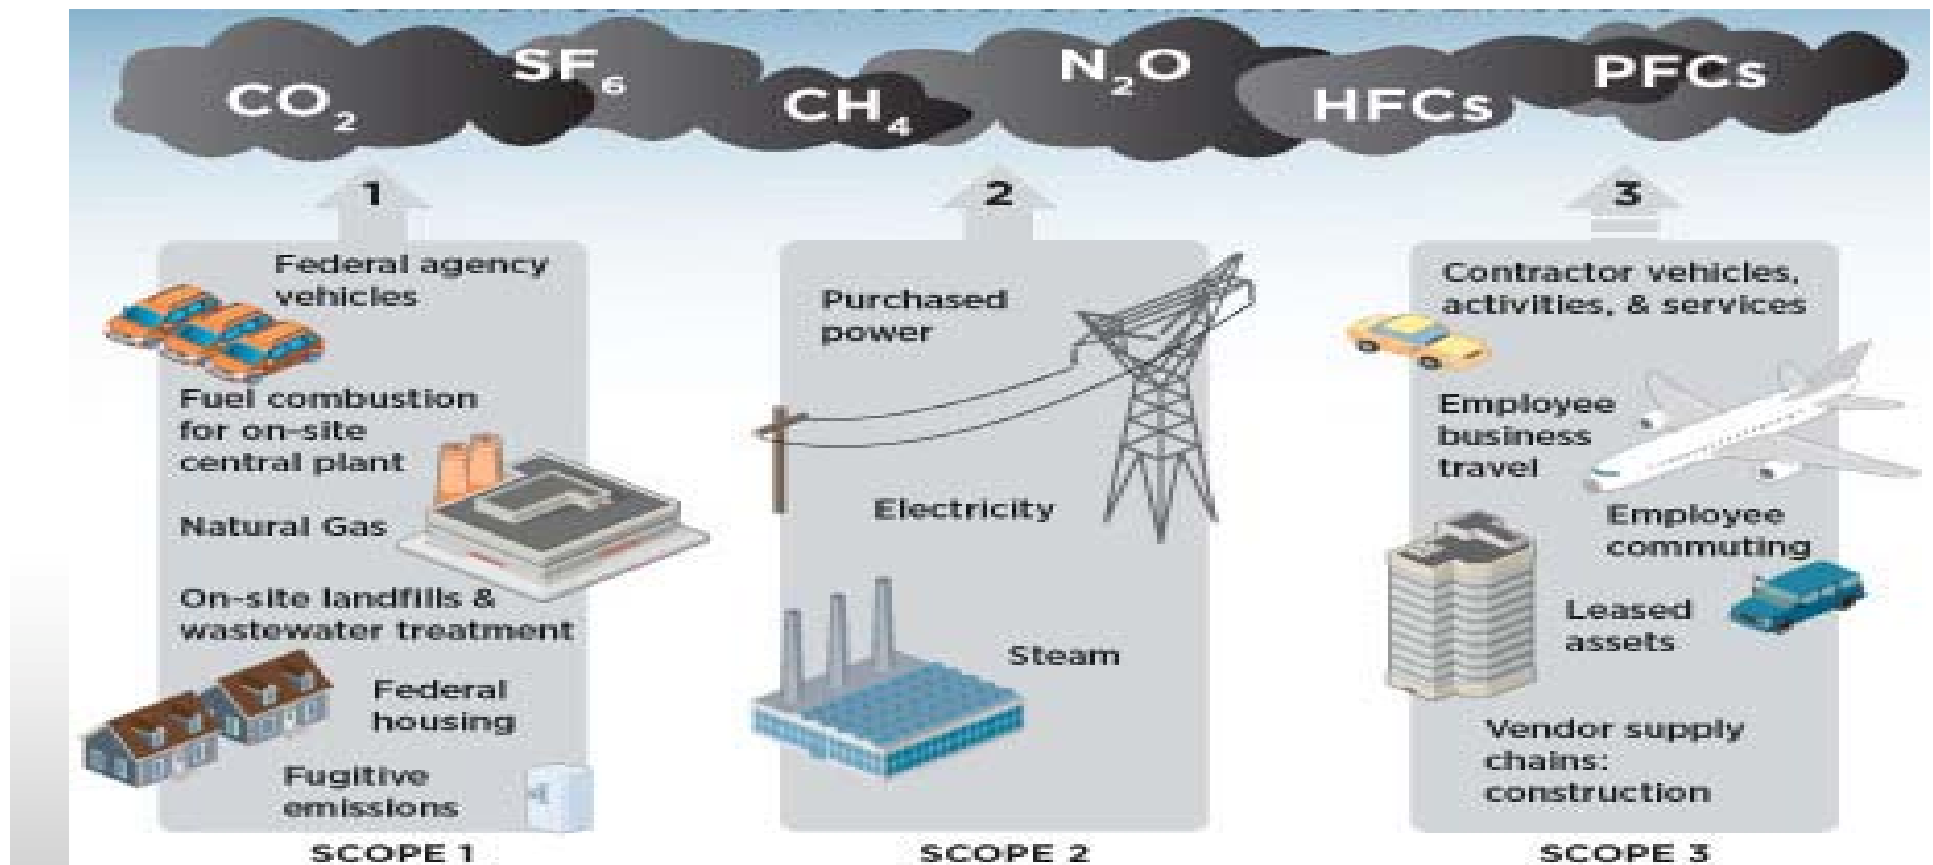 CO₂
SF₆
CH₄
N₂O
HFCs
PFCs
1
Federal agency
vehicles
Fuel combustion
for on-site
central plant
Natural Gas
On-site landfills &
wastewater treatment
Federal
housing
Fugitive
emissions
SCOPE 1
2
Purchased
power
Electricity
Steam
SCOPE 2
3
Contractor vehicles,
activities, & services
Employee
business
travel
Employee
commuting
Leased
assets
Vendor supply
chains:
construction
SCOPE 3